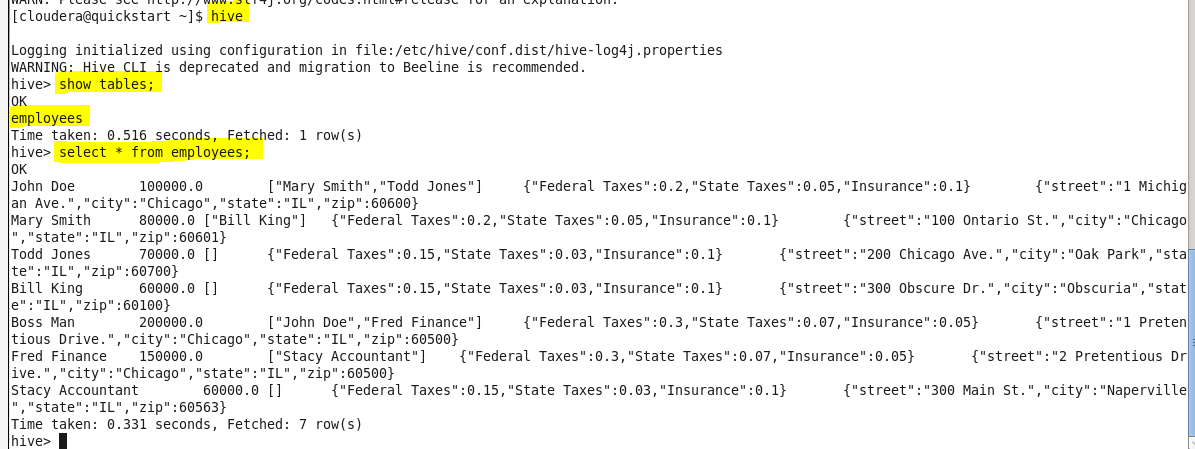 WARN: Please see http://www.slf4j.org/codes.html#release for an explanation.
[cloudera@quickstart ~]$ hive
Logging initialized using configuration in file:/etc/hive/conf.dist/hive-log4j.properties
WARNING: Hive CLI is deprecated and migration to Beeline is recommended.
hive> show tables;
OK
employees
Time taken: 0.516 seconds, Fetched: 1 row(s)
hive> select * from employees;
OK
John Doe 100000.0 ["Mary Smith","Todd Jones"] {"Federal Taxes":0.2,"State Taxes":0.05,"Insurance":0.1} {"street":"1 Michig
an Ave.","city":"Chicago","state":"IL","zip":60600}
Mary Smith 80000.0 ["Bill King"] {"Federal Taxes":0.2,"State Taxes":0.05,"Insurance":0.1} {"street":"100 Ontario St.","city":"Chicago
","state":"IL","zip":60601}
Todd Jones 70000.0 [] {"Federal Taxes":0.15,"State Taxes":0.03,"Insurance":0.1} {"street":"200 Chicago Ave.","city":"Oak Park","sta
te":"IL","zip":60700}
Bill King 60000.0 [] {"Federal Taxes":0.15,"State Taxes":0.03,"Insurance":0.1} {"street":"300 Obscure Dr.","city":"Obscuria","stat
e":"IL","zip":60100}
Boss Man 200000.0 ["John Doe","Fred Finance"] {"Federal Taxes":0.3,"State Taxes":0.07,"Insurance":0.05} {"street":"1 Preten
tious Drive.","city":"Chicago","state":"IL","zip":60500}
Fred Finance 150000.0 ["Stacy Accountant"] {"Federal Taxes":0.3,"State Taxes":0.07,"Insurance":0.05} {"street":"2 Pretentious Dr
ive.","city":"Chicago","state":"IL","zip":60500}
Stacy Accountant 60000.0 [] {"Federal Taxes":0.15,"State Taxes":0.03,"Insurance":0.1} {"street":"300 Main St.","city":"Naperville
","state":"IL","zip":60563}
Time taken: 0.331 seconds, Fetched: 7 row(s)
hive>